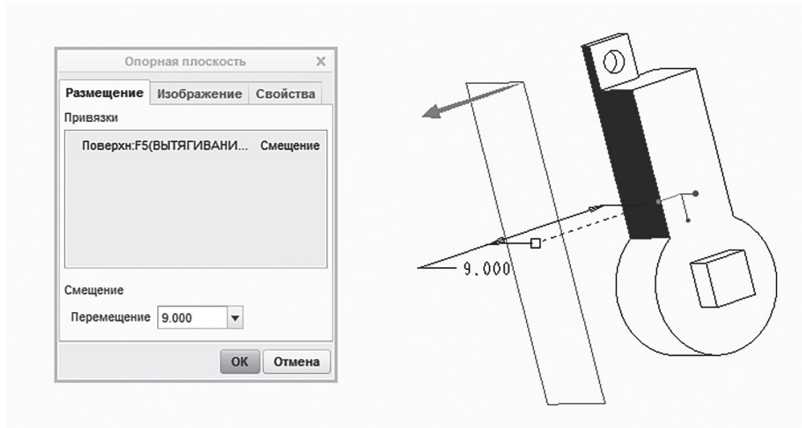 Опорная плоскость X
Размещение Изображение Свойства
Привязки
Поверхн:F5(ВЫТЯГИВАНИ... Смещение
Смещение
Перемещение 9.000
OK Отмена
9.000